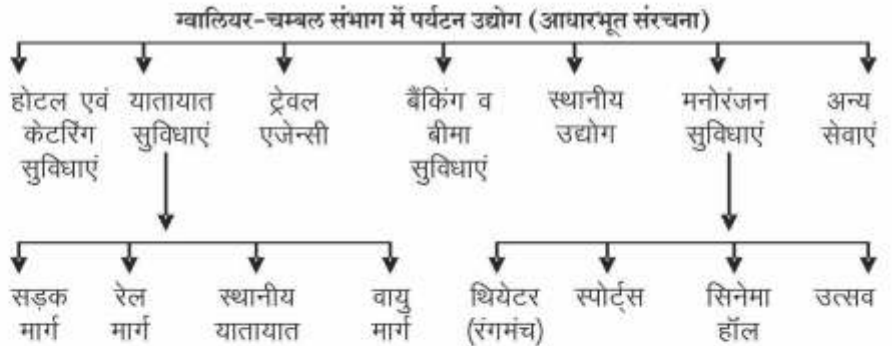 ग्वालियर-चम्बल संभाग में पर्यटन उद्योग (आधारभूत संरचना)
होटल एवं केटरिंग सुविधाएं
यातायात सुविधाएं
ट्रेवल एजेन्सी
बैंकिंग व बीमा सुविधाएं
स्थानीय उद्योग
मनोरंजन सुविधाएं
अन्य सेवाएं
सड़क मार्ग
रेल मार्ग
स्थानीय यातायात
वायु मार्ग
थियेटर (रंगमंच)
स्पोर्ट्स
सिनेमा हॉल
उत्सव